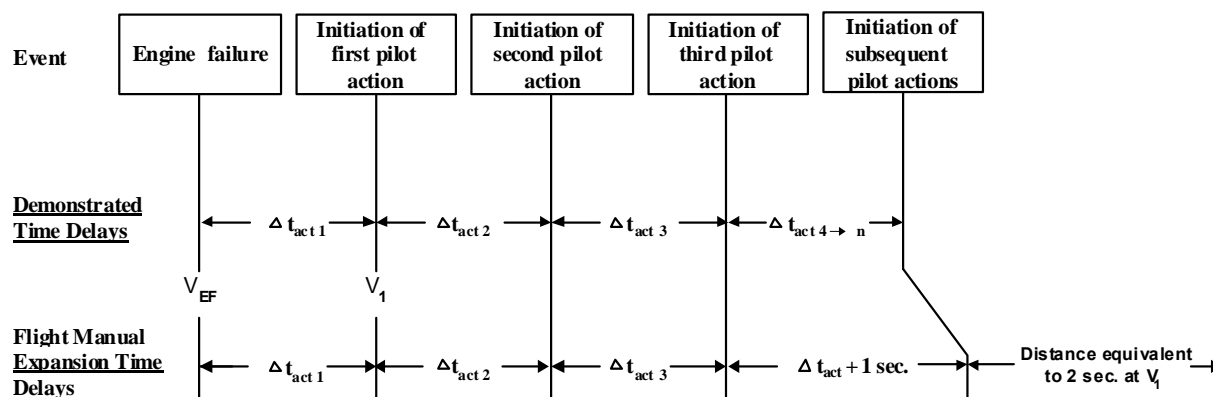 Event
Engine failure
Initiation of
first pilot
action
Initiation of
second pilot
action
Initiation of
third pilot
action
Initiation of
subsequent
pilot actions
Demonstrated
Time Delays
Δ t act 1
Δ t act 2
Δ t act 3
Δ t act 4 → n
V EF
V 1
Flight Manual
Expansion Time
Delays
Δ t act 1
Δ t act 2
Δ t act 3
Δ t act + 1 sec.
Distance equivalent
to 2 sec. at V 1